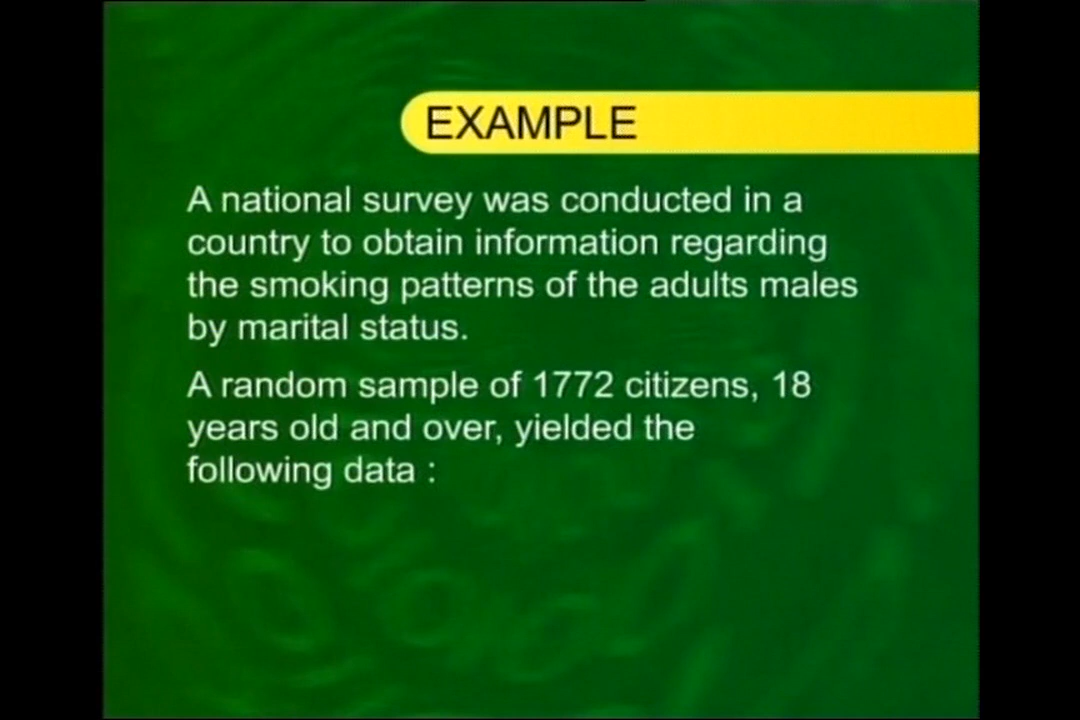 EXAMPLE
A national survey was conducted in a
country to obtain information regarding
the smoking patterns of the adults males
by marital status.
A random sample of 1772 citizens, 18
years old and over, yielded the
following data :